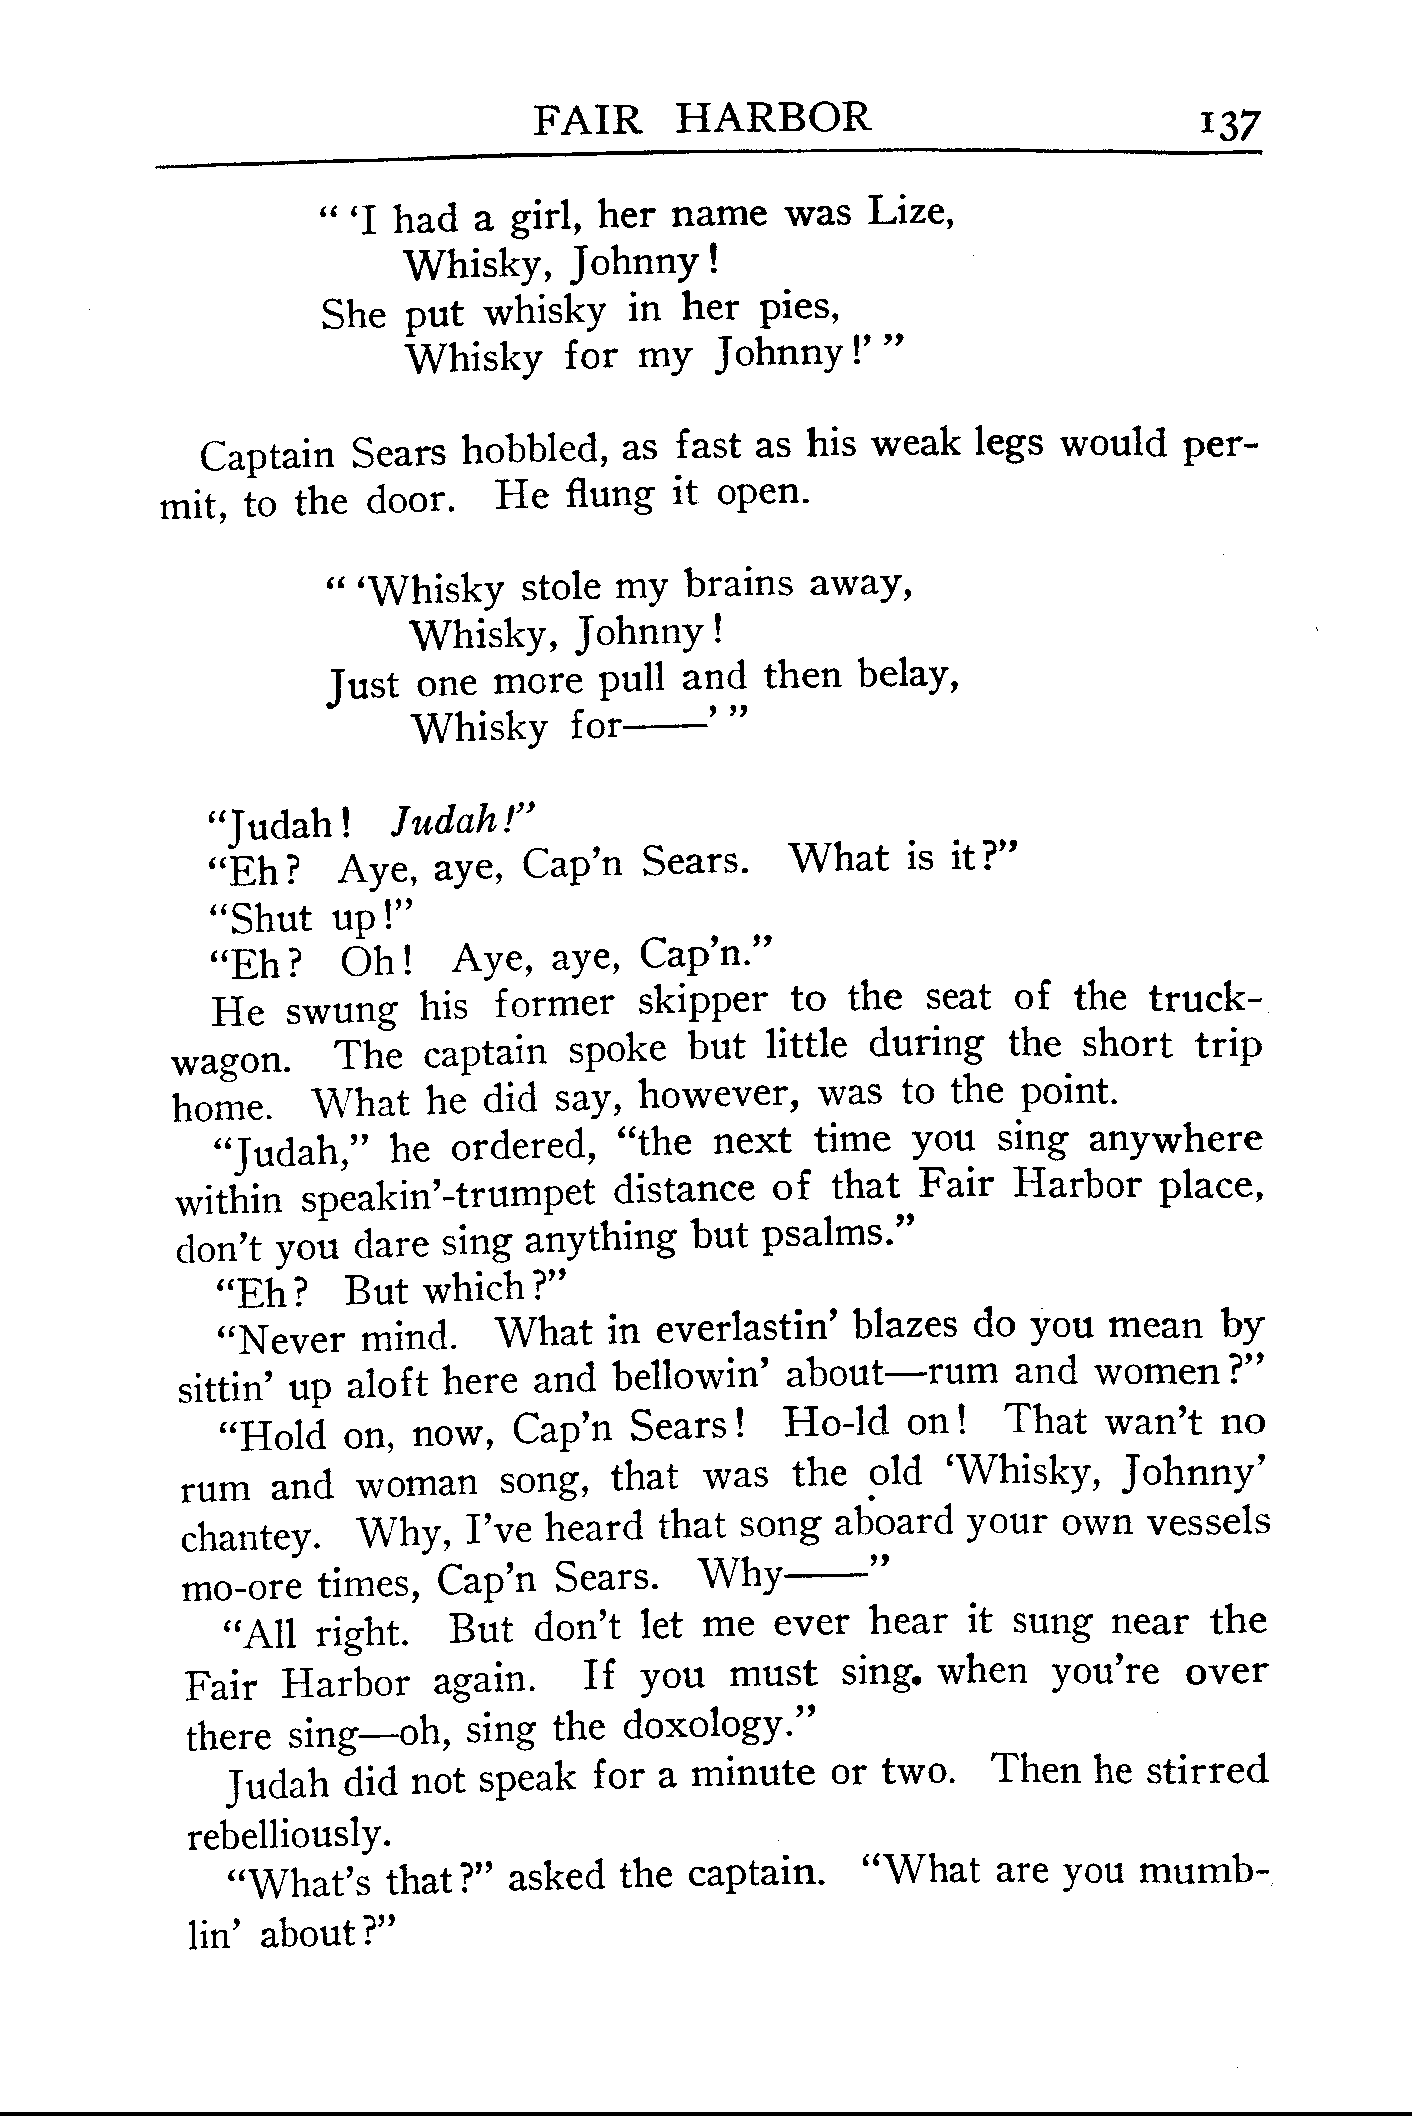 FAIR HARBOR 137
" 'I had a girl, her name was Lize,
Whisky, Johnny!
She put whisky in her pies,
Whisky for my Johnny!' "
Captain Sears hobbled, as fast as his weak legs would per-
mit, to the door. He flung it open.
" 'Whisky stole my brains away,
Whisky, Johnny!
Just one more pull and then belay,
Whisky for——' "
"Judah! Judah!"
"Eh? Aye, aye, Cap'n Sears. What is it?"
"Shut up!"
"Eh? Oh! Aye, aye, Cap'n."
He swung his former skipper to the seat of the truck-
wagon. The captain spoke but little during the short trip
home. What he did say, however, was to the point.
"Judah," he ordered, "the next time you sing anywhere
within speakin'-trumpet distance of that Fair Harbor place,
don't you dare sing anything but psalms."
"Eh? But which?"
"Never mind. What in everlastin' blazes do you mean by
sittin' up aloft here and bellowin' about—rum and women?"
"Hold on, now, Cap'n Sears! Ho-ld on! That wan't no
rum and woman song, that was the old 'Whisky, Johnny'
chantey. Why, I've heard that song aboard your own vessels
mo-ore times, Cap'n Sears. Why——"
"All right. But don't let me ever hear it sung near the
Fair Harbor again. If you must sing. when you're over
there sing—oh, sing the doxology."
Judah did not speak for a minute or two. Then he stirred
rebelliously.
"What's that?" asked the captain. "What are you mumb-
lin' about?"